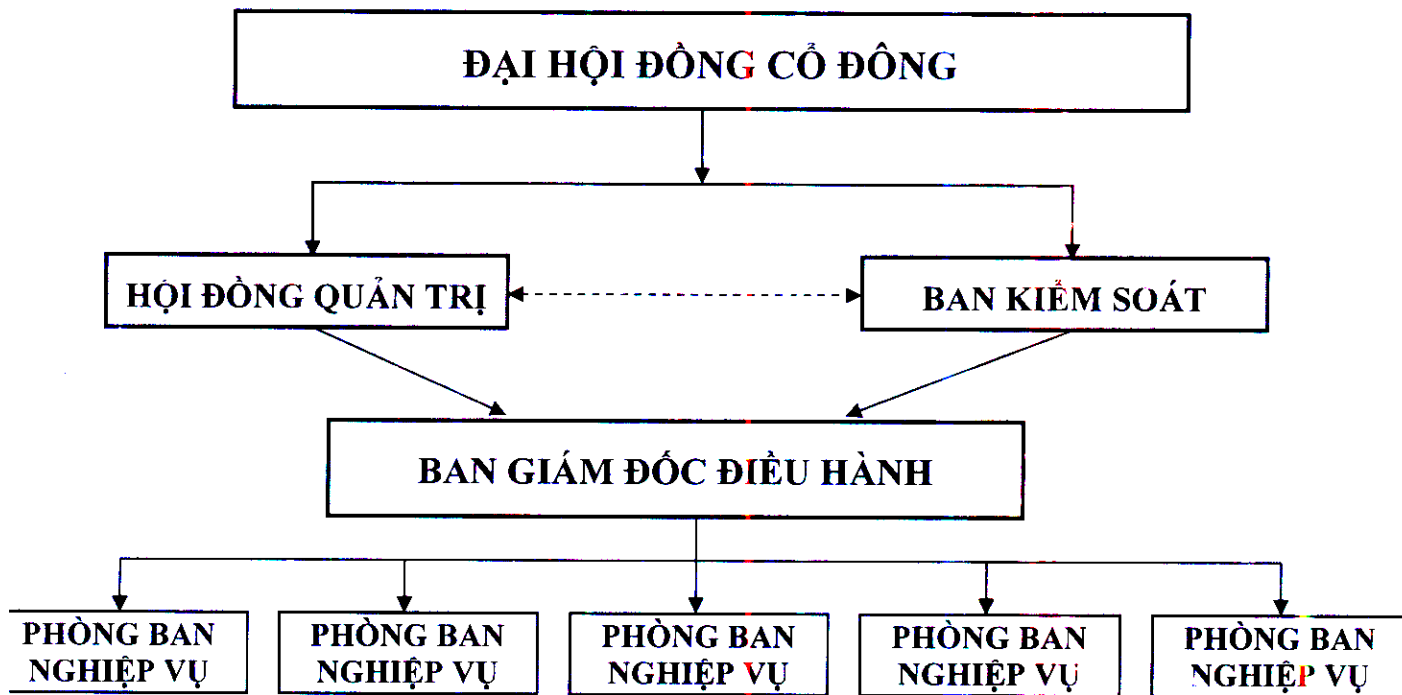 ĐẠI HỘI ĐỒNG CỔ ĐÔNG
HỘI ĐỒNG QUẢN TRỊ
BAN KIỂM SOÁT
BAN GIÁM ĐỐC ĐIỀU HÀNH
PHÒNG BAN
NGHIỆP VỤ
PHÒNG BAN
NGHIỆP VỤ
PHÒNG BAN
NGHIỆP VỤ
PHÒNG BAN
NGHIỆP VỤ
PHÒNG BAN
NGHIỆP VỤ